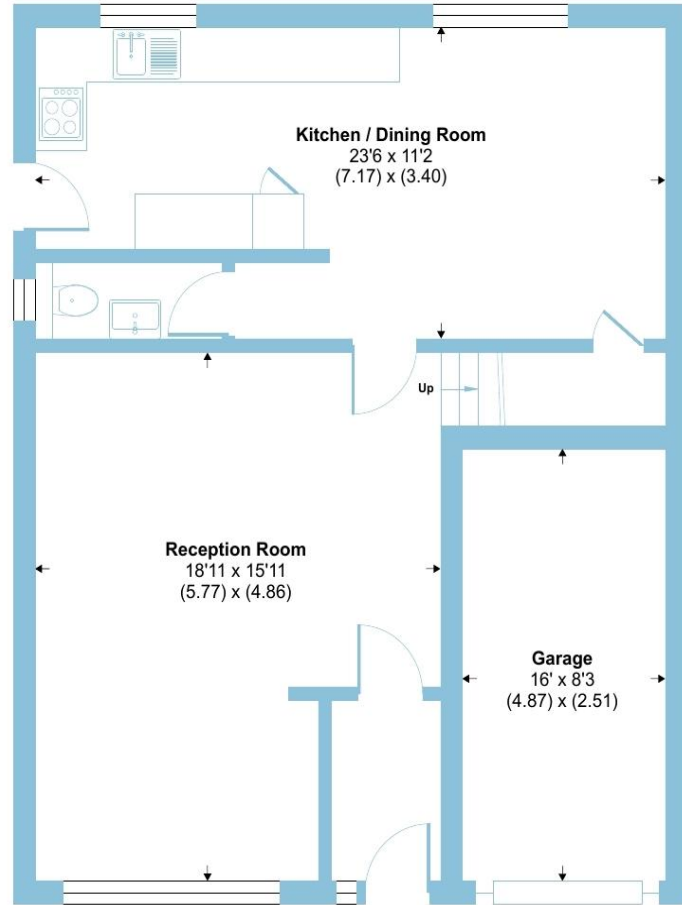 Kitchen / Dining Room
23'6 x 11'2
(7.17) x (3.40)
Up
Reception Room
18'11 x 15'11
(5.77) x (4.86)
Garage
16' x 8'3
(4.87) x (2.51)